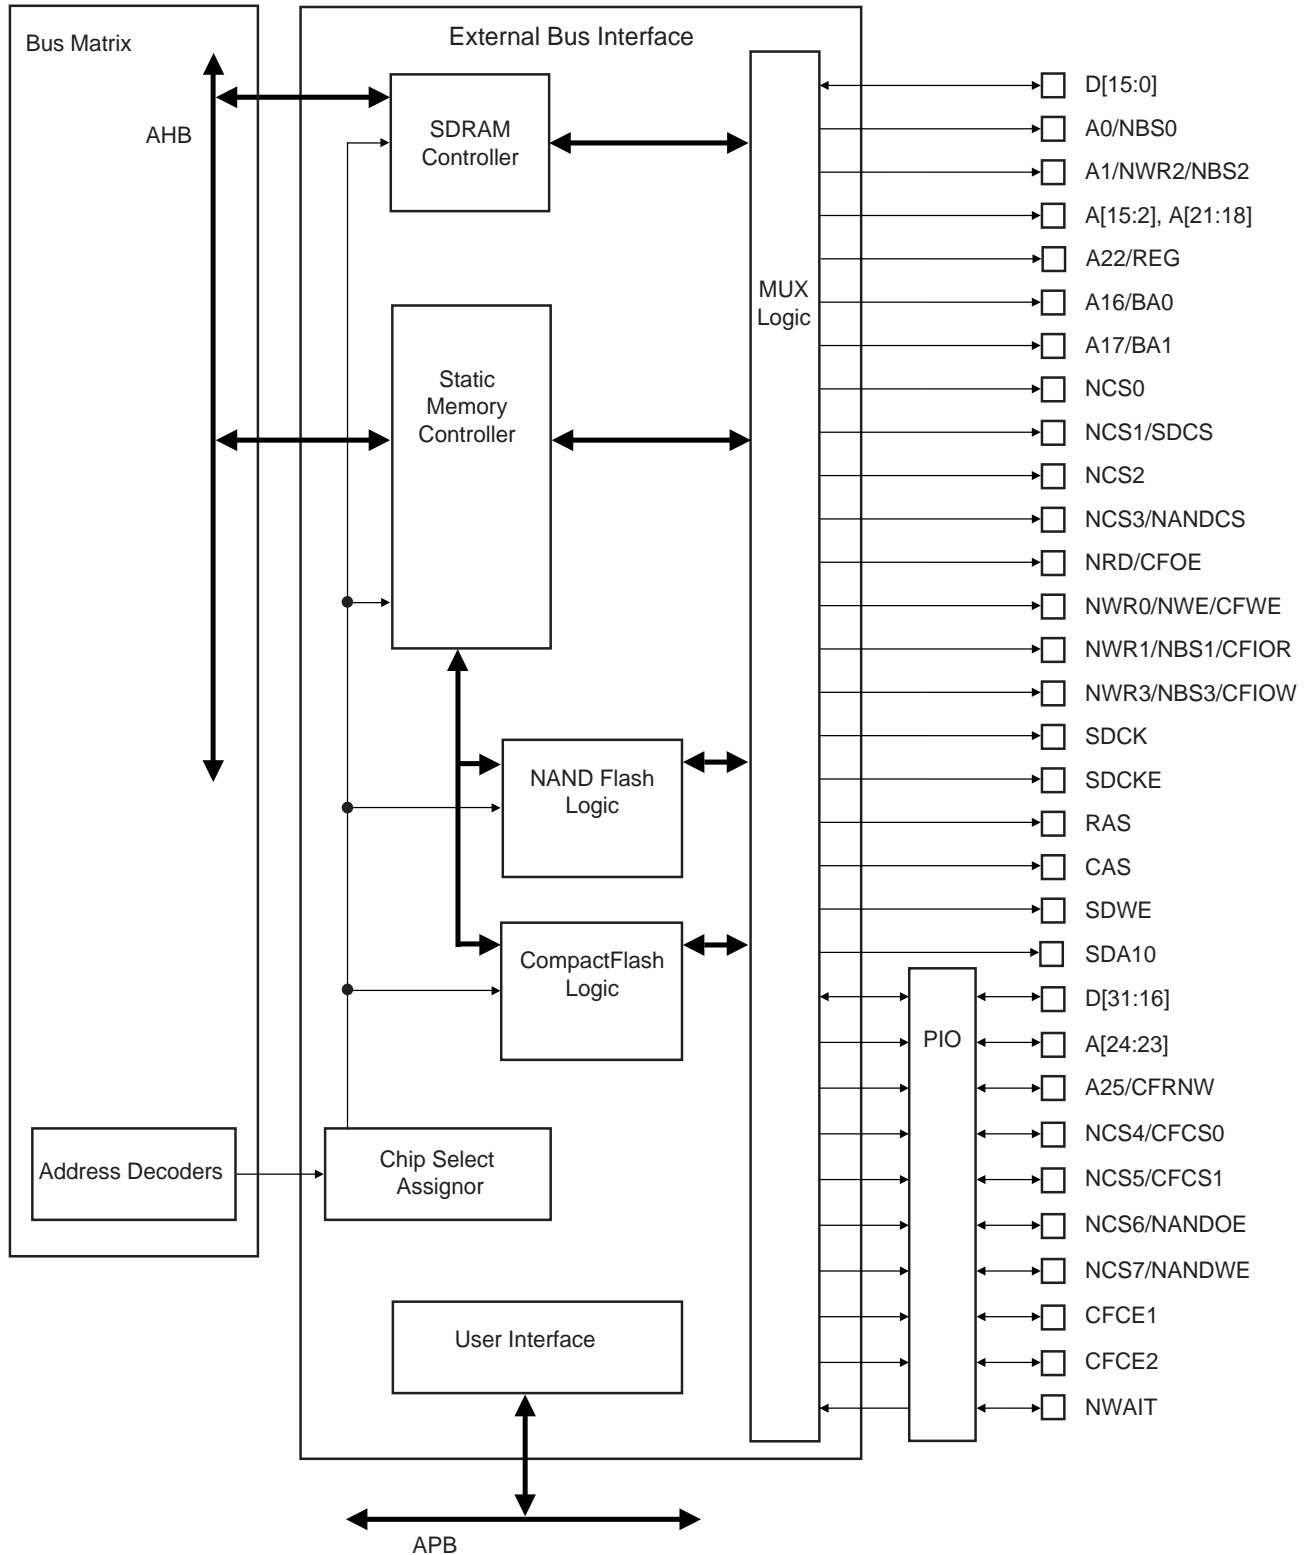 Bus Matrix
External Bus Interface
AHB
SDRAM
Controller
Static
Memory
Controller
MUX
Logic
NAND Flash
Logic
CompactFlash
Logic
PIO
Address Decoders
Chip Select
Assignor
User Interface
APB
D[15:0]
A0/NBS0
A1/NWR2/NBS2
A[15:2], A[21:18]
A22/REG
A16/BA0
A17/BA1
NCS0
NCS1/SDCS
NCS2
NCS3/NANDCS
NRD/CFOE
NWR0/NWE/CFWE
NWR1/NBS1/CFIOR
NWR3/NBS3/CFIOW
SDCK
SDCKE
RAS
CAS
SDWE
SDA10
D[31:16]
A[24:23]
A25/CFRNW
NCS4/CFCS0
NCS5/CFCS1
NCS6/NANDOE
NCS7/NANDWE
CFCE1
CFCE2
NWAIT